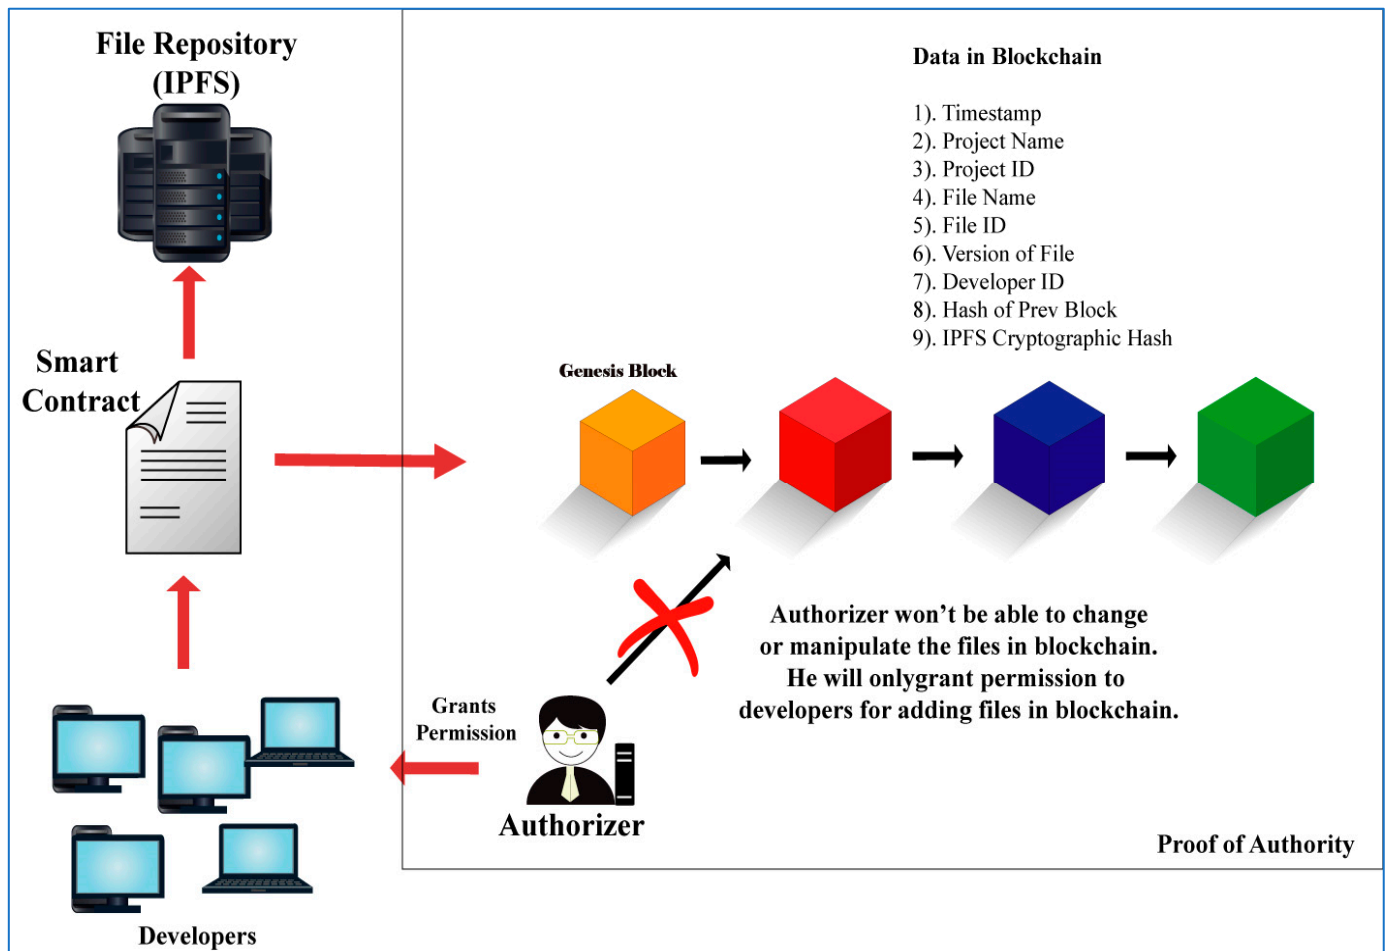 File Repository
(IPFS)
Smart
Contract
Developers
Data in Blockchain
1). Timestamp
2). Project Name
3). Project ID
4). File Name
5). File ID
6). Version of File
7). Developer ID
8). Hash of Prev Block
9). IPFS Cryptographic Hash
Genesis Block
Authorizer won’t be able to change
or manipulate the files in blockchain.
He will onlygrant permission to
developers for adding files in blockchain.
Grants
Permission
Authorizer
Proof of Authority